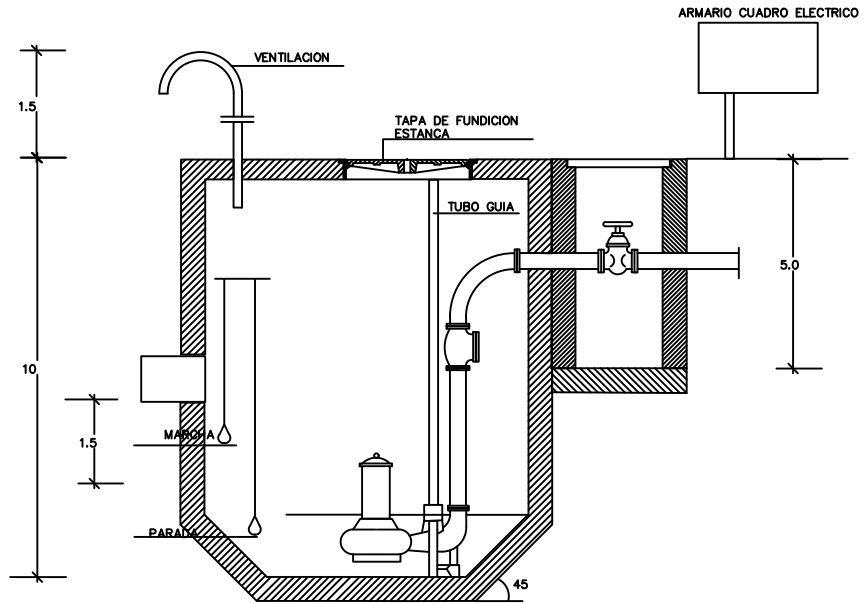 ARMARIO CUADRO ELECTRICO
VENTILACION
1.5
TAPA DE FUNDICION
ESTANCA
TUBO GUIA
5.0
10
MARCHA
1.5
PARADA
45